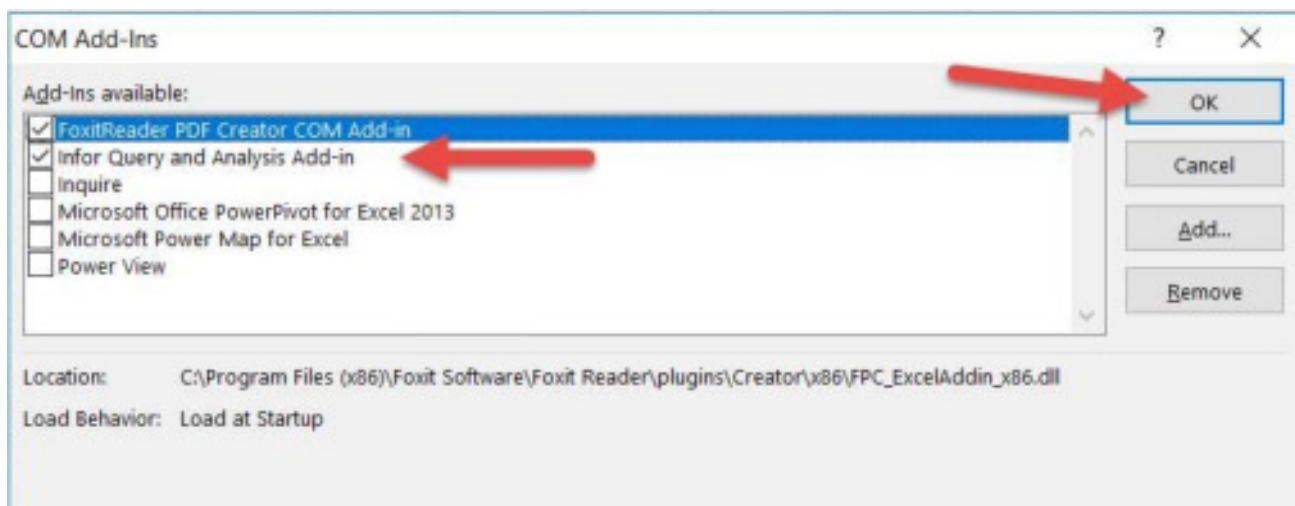 COM Add-Ins
?
Add-Ins available:
FoxitReader PDF Creator COM Add-in
Infor Query and Analysis Add-in
Inquire
Microsoft Office PowerPivot for Excel 2013
Microsoft Power Map for Excel
Power View
OK
Cancel
Add...
Remove
Location: C:\Program Files (x86)\Foxit Software\Foxit Reader\plugins\Creator\x86\FPC_ExcelAddin_x86.dll
Load Behavior: Load at Startup